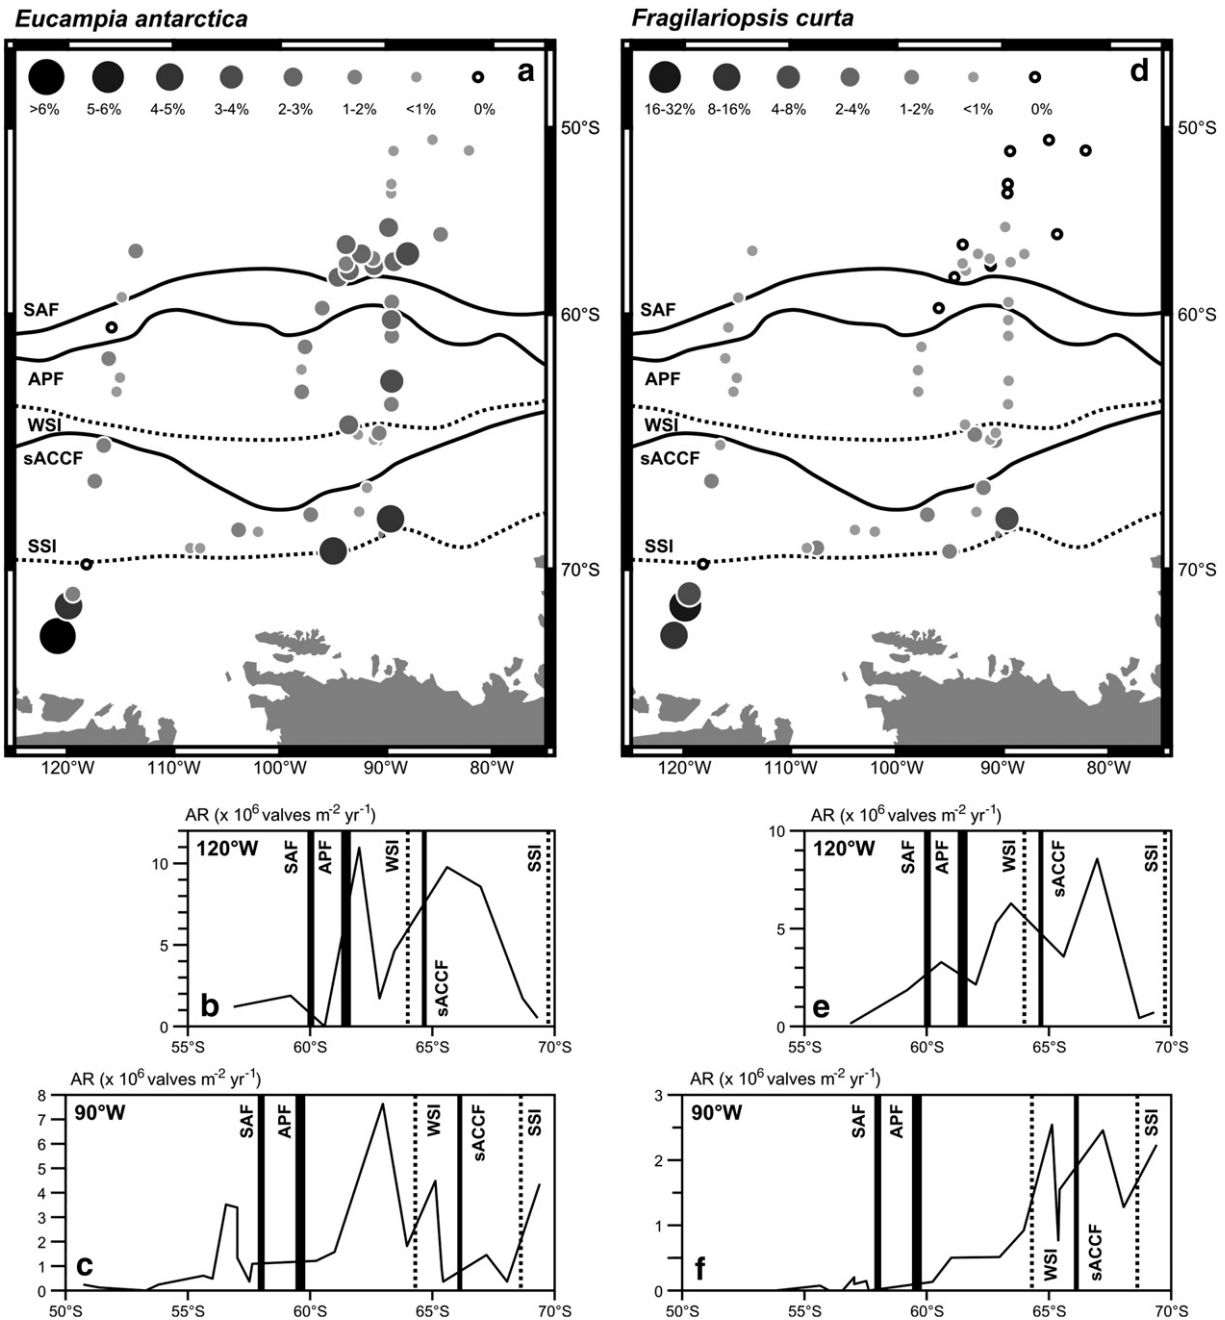 Eucampia antarctica
Fragilariopsis curta
a
>6% 5-6% 4-5% 3-4% 2-3% 1-2% <1% 0%
d
16-32% 8-16% 4-8% 2-4% 1-2% <1% 0%
50°S
SAF
SAF
60°S
60°S
APF
APF
WSI
WSI
sACCF
sACCF
SSI
SSI
70°S
70°S
120°W 110°W 100°W 90°W 80°W
120°W 110°W 100°W 90°W 80°W
50°S
AR (x 10⁶ valves m⁻² yr⁻¹)
120°W
SAF
APF
WSI
sACCF
SSI
10
5
0
b
55°S 60°S 65°S 70°S
AR (x 10⁶ valves m⁻² yr⁻¹)
120°W
SAF
APF
WSI
sACCF
SSI
10
8
6
4
2
0
e
55°S 60°S 65°S 70°S
AR (x 10⁶ valves m⁻² yr⁻¹)
90°W
SAF
APF
WSI
sACCF
SSI
8
7
6
5
4
3
2
1
0
c
50°S 55°S 60°S 65°S 70°S
AR (x 10⁶ valves m⁻² yr⁻¹)
90°W
SAF
APF
WSI
sACCF
SSI
3
2
1
0
f
50°S 55°S 60°S 65°S 70°S